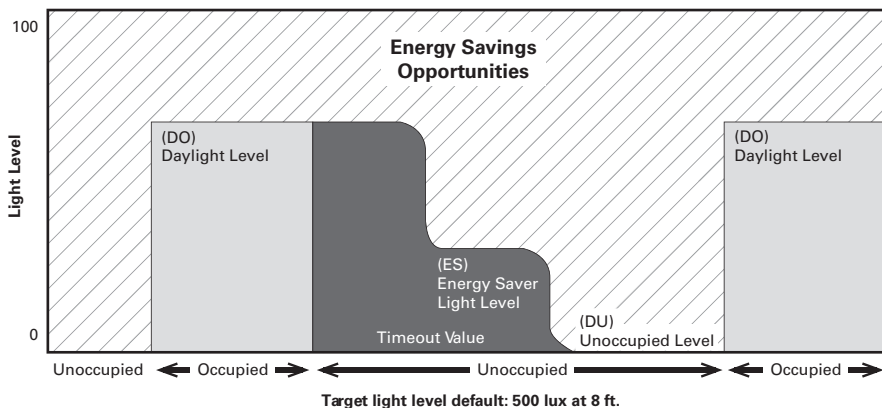 100
Energy Savings
Opportunities
(DO)
Daylight Level
(DO)
Daylight Level
Light Level
(ES)
Energy Saver
Light Level
(DU)
Unoccupied Level
Timeout Value
0
Unoccupied Occupied Unoccupied Occupied
Target light level default: 500 lux at 8 ft.